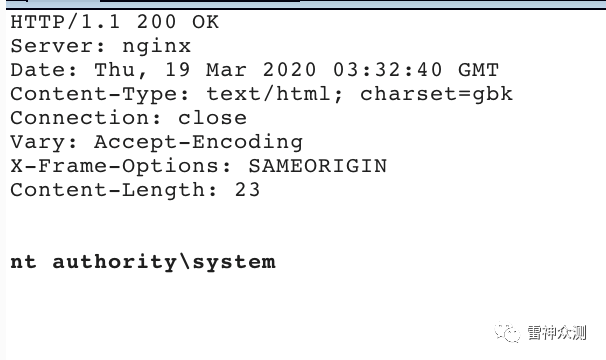 HTTP/1.1 200 OK
Server: nginx
Date: Thu, 19 Mar 2020 03:32:40 GMT
Content-Type: text/html; charset=gbk
Connection: close
Vary: Accept-Encoding
X-Frame-Options: SAMEORIGIN
Content-Length: 23
nt authority\system
雷神众测